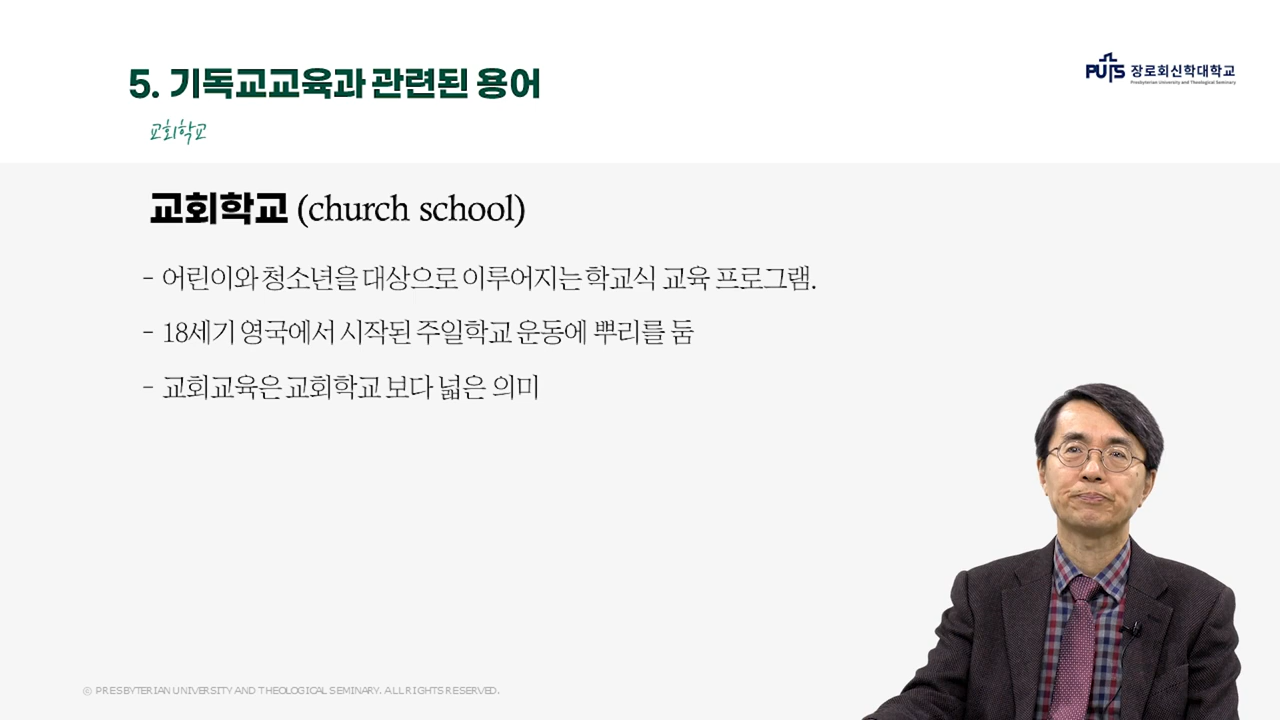 5. 기독교교육과 관련된 용어
교회학교
PUTS 장로회신학대학교
Presbyterian University and Theological Seminary
교회학교 (church school)
- 어린이와 청소년을 대상으로 이루어지는 학교식 교육 프로그램.
- 18세기 영국에서 시작된 주일학교 운동에 뿌리를 둠
- 교회교육은 교회학교 보다 넓은 의미
© PRESBYTERIAN UNIVERSITY AND THEOLOGICAL SEMINARY. ALL RIGHTS RESERVED.